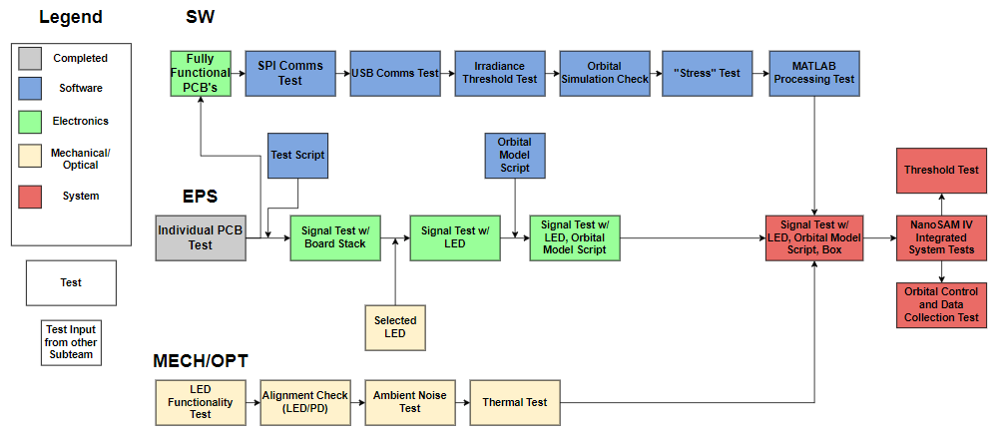 Legend
Completed
Software
Electronics
Mechanical/
Optical
System
Test
Test Input
from other
Subteam
SW
Fully
Functional
PCB's
SPI Comms
Test
USB Comms Test
Irradiance
Threshold Test
Orbital
Simulation Check
"Stress" Test
MATLAB
Processing Test
Test Script
Orbital
Model
Script
EPS
Individual PCB
Test
Signal Test w/
Board Stack
Signal Test w/
LED
Signal Test w/
LED, Orbital
Model Script
Signal Test w/
LED, Orbital Model
Script, Box
Threshold Test
NanoSAM IV
Integrated
System Tests
Orbital Control
and Data
Collection Test
Selected
LED
MECH/OPT
LED
Functionality
Test
Alignment Check
(LED/PD)
Ambient Noise
Test
Thermal Test